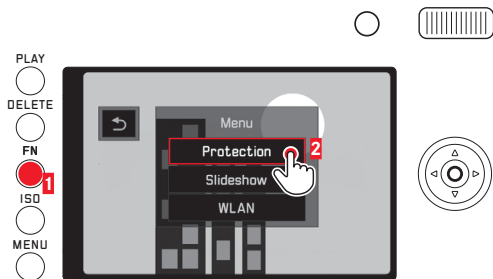 PLAY
DELETE
FN
1
ISO
MENU
Menu
Protection
2
Slideshow
WLAN